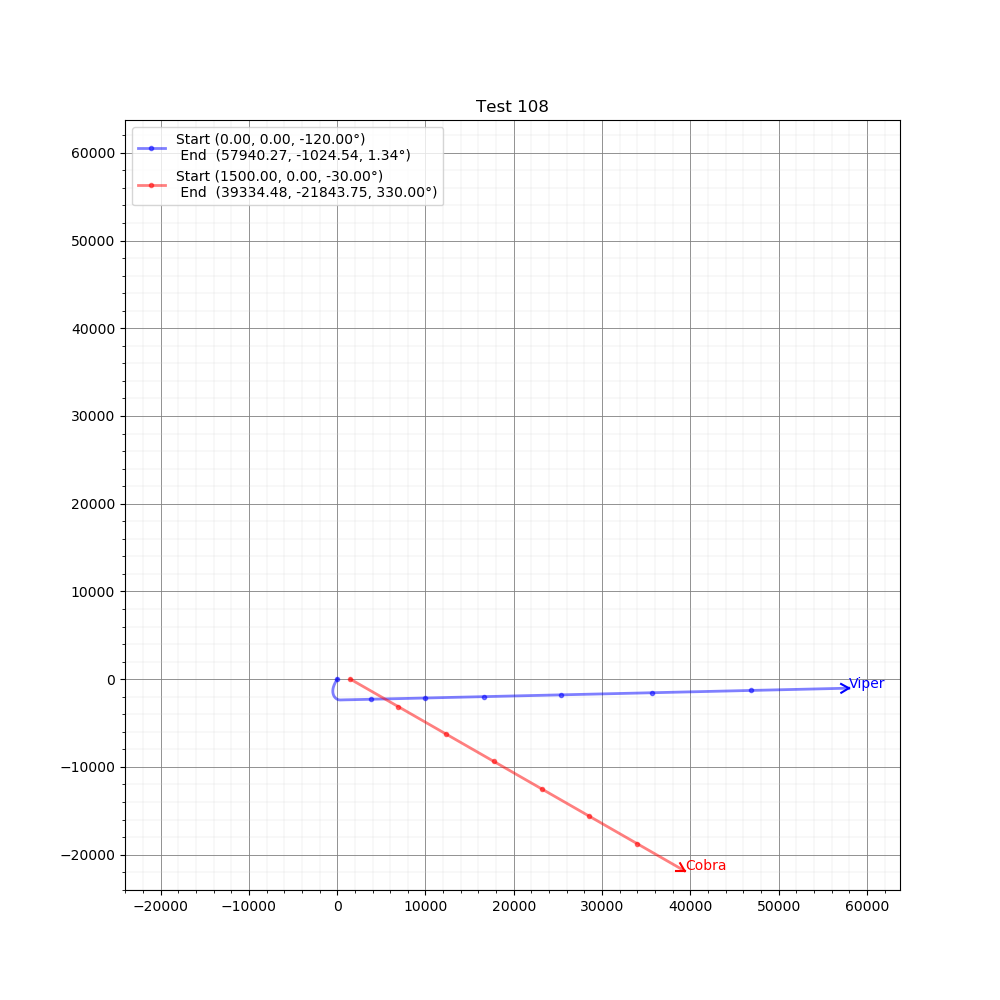 Test 108
Start (0.00, 0.00, -120.00°)
End  (57940.27, -1024.54, 1.34°)
Start (1500.00, 0.00, -30.00°)
End  (39334.48, -21843.75, 330.00°)
60000
50000
40000
30000
20000
10000
0
−10000
−20000
Viper
Cobra
−20000 −10000 0 10000 20000 30000 40000 50000 60000